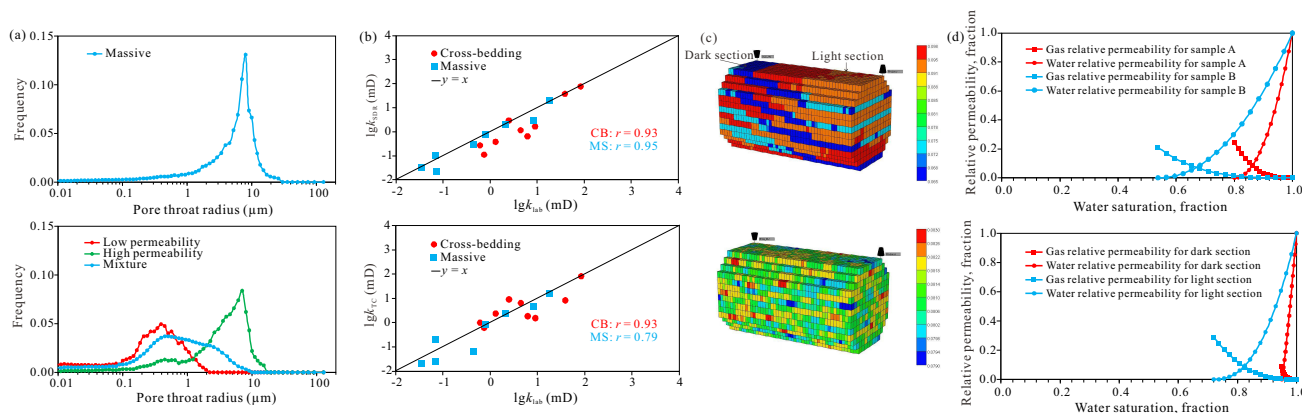 (a)
0.15
0.10
0.05
0.00
Frequency
Massive
0.01
0.1
1
10
100
Pore throat radius (µm)
0.15
0.10
0.05
0.00
Frequency
Low permeability
High permeability
Mixture
0.01
0.1
1
10
100
Pore throat radius (µm)
(b)
4
3
2
1
0
-1
-2
lgkSDR (mD)
Cross-bedding
Massive
y = x
CB: r = 0.93
MS: r = 0.95
-2
0
2
4
lgklab (mD)
4
3
2
1
0
-1
-2
lgkTC (mD)
Cross-bedding
Massive
y = x
CB: r = 0.93
MS: r = 0.79
-2
0
2
4
lgklab (mD)
(c)
Dark section
Light section
(d)
1.0
0.8
0.6
0.4
0.2
0.0
Relative permeability, fraction
Gas relative permeability for sample A
Water relative permeability for sample A
Gas relative permeability for sample B
Water relative permeability for sample B
0.0
0.2
0.4
0.6
0.8
1.0
Water saturation, fraction
1.0
0.8
0.6
0.4
0.2
0.0
Relative permeability, fraction
Gas relative permeability for dark section
Water relative permeability for dark section
Gas relative permeability for light section
Water relative permeability for light section
0.0
0.2
0.4
0.6
0.8
1.0
Water saturation, fraction